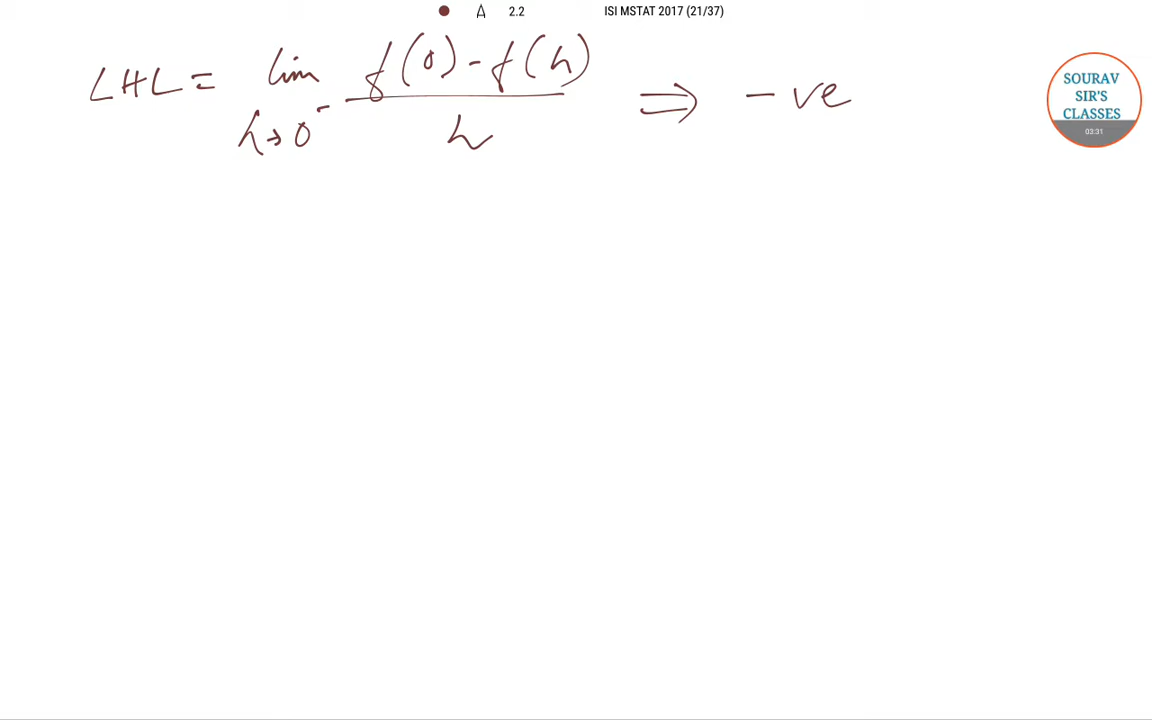 A 2.2 ISI MSTAT 2017 (21/37)
LHL = lim f(0) - f(h) ⇒ - ve
h→0⁻ h
SOURAV
SIR'S
CLASSES
03:31